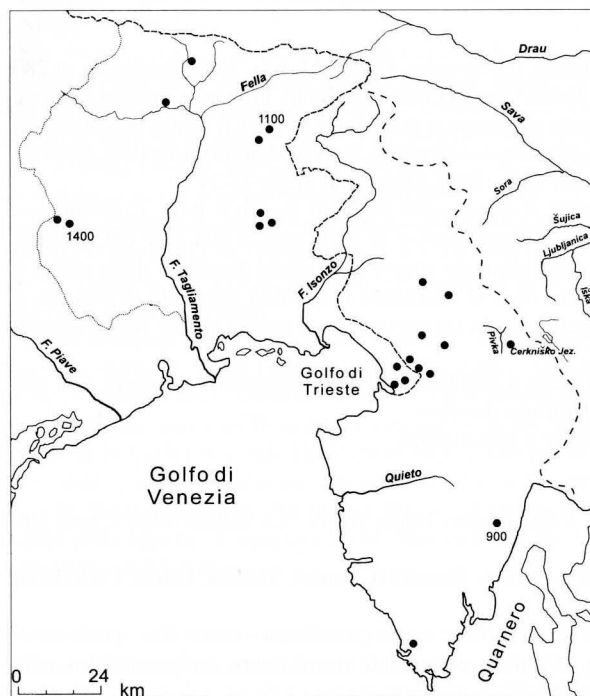 Drau
Fella
Sava
1100
Sora
Šujica
Ljubljanica
Iška
1400
F. Tagliamento
F. Isonzo
F. Piave
Pivka
Cerkniško Jez.
Golfo di
Trieste
Golfo di
Venezia
Quieto
900
Quarnero
0 24
km